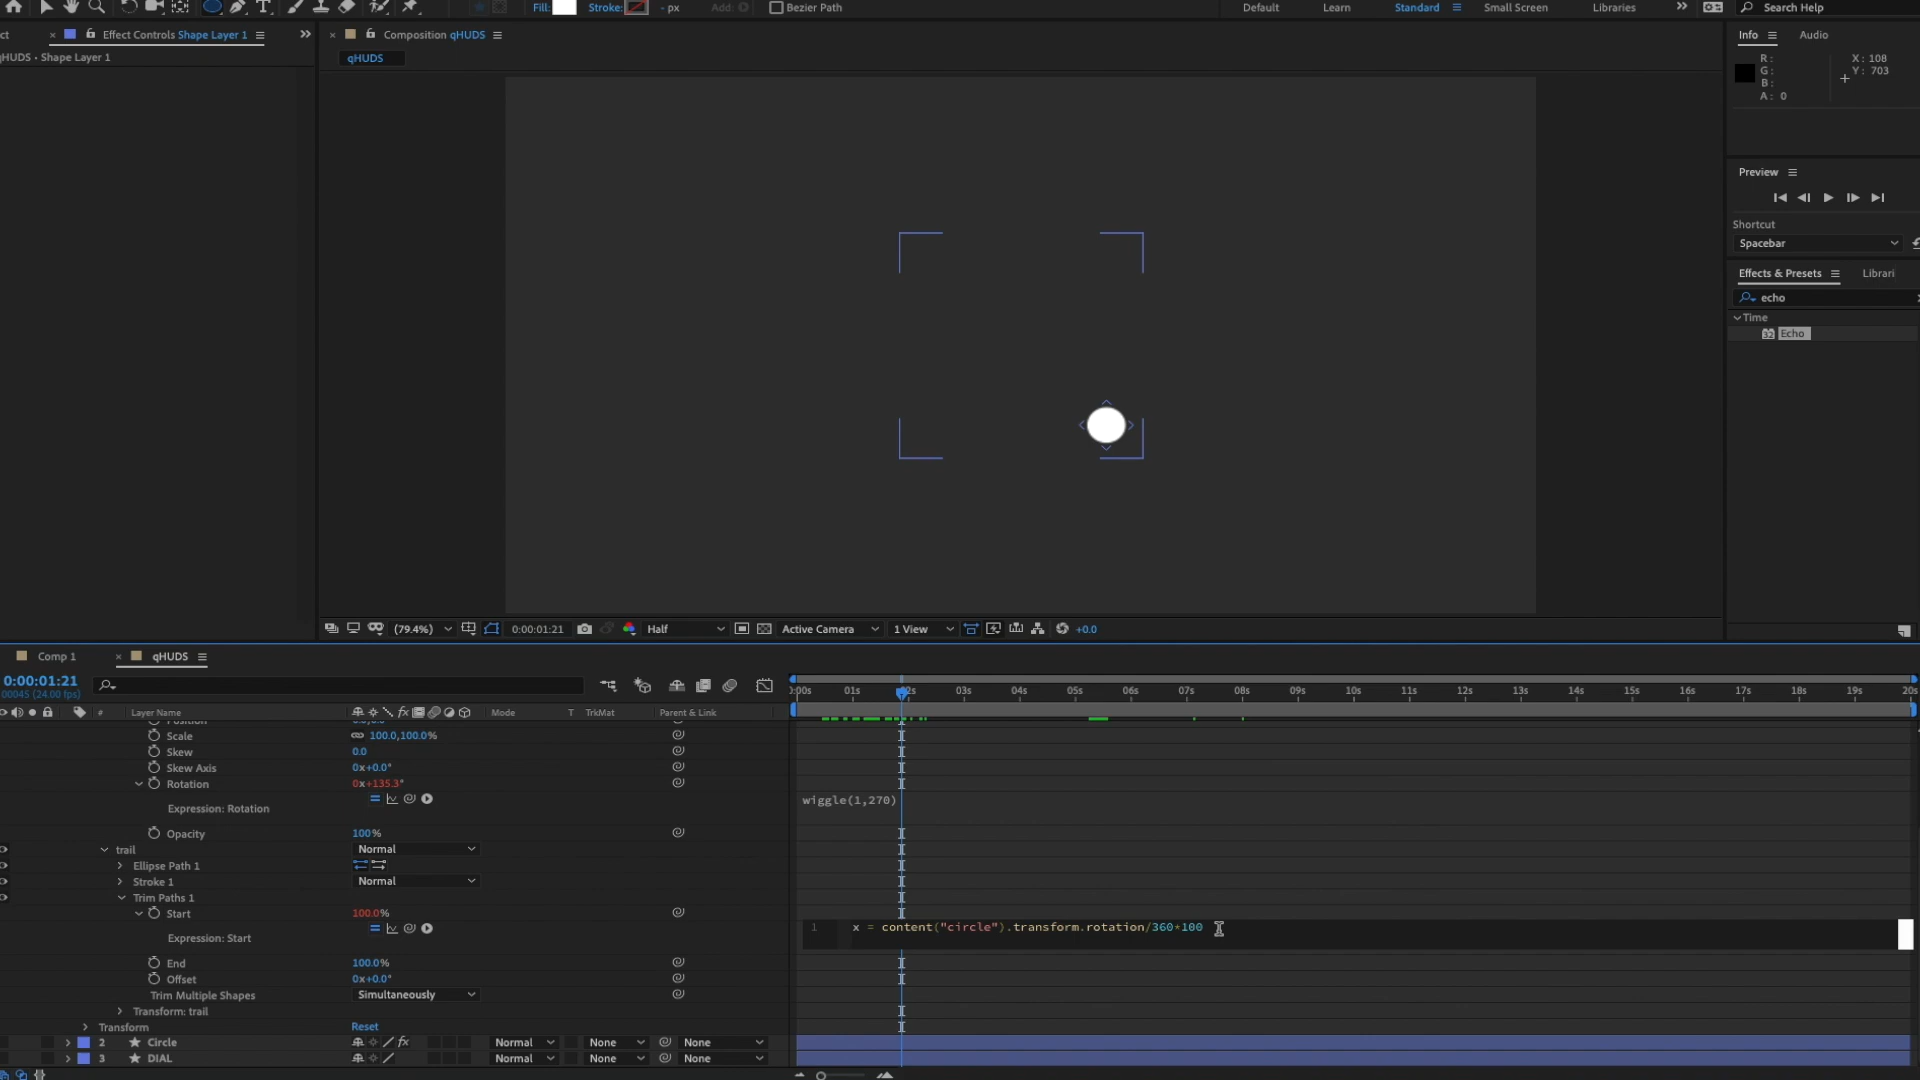 Fill: Stroke: - px Add: Bezier Path Default Learn Standard Small Screen Libraries Search Help
Effect Controls Shape Layer 1
Composition qHUDS
Info Audio
qHUDS • Shape Layer 1
qHUDS
R:
G:
B:
A: 0
X: 108
Y: 703
Preview
Shortcut
Spacebar
Effects & Presets Librari
echo
Time
32 Echo
(79.4%) 0:00:01:21 Half Active Camera 1 View +0.0
Comp 1 qHUDS
0:00:01:21
00045 (24.00 fps)
0:00s 01s 02s 03s 04s 05s 06s 07s 08s 09s 10s 11s 12s 13s 14s 15s 16s 17s 18s 19s 20s
# Layer Name Mode T TrkMat Parent & Link
Position 0.0,0.0
Scale 100.0,100.0%
Skew 0.0
Skew Axis 0x+0.0°
Rotation 0x+135.3°
Expression: Rotation
wiggle(1,270)
Opacity 100%
trail Normal
Ellipse Path 1
Stroke 1 Normal
Trim Paths 1
Start 100.0%
1 x = content("circle").transform.rotation/360*100
Expression: Start
End 100.0%
Offset 0x+0.0°
Trim Multiple Shapes Simultaneously
Transform: trail
Transform Reset
2 Circle fx Normal None None
3 DIAL Normal None None